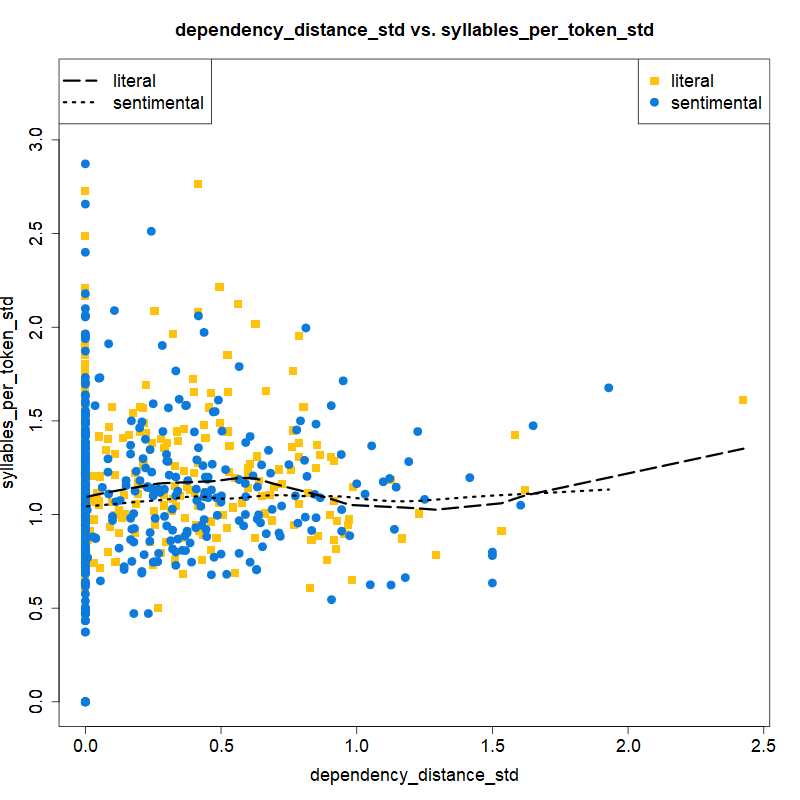 dependency_distance_std vs. syllables_per_token_std
literal
sentimental
literal
sentimental
syllables_per_token_std
3.0
2.5
2.0
1.5
1.0
0.5
0.0
0.0 0.5 1.0 1.5 2.0 2.5
dependency_distance_std